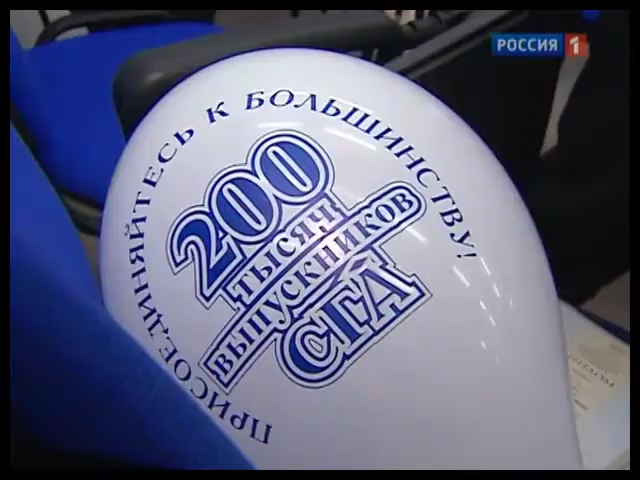 РОССИЯ 1
ПРИСОЕДИНЯЙТЕСЬ К БОЛЬШИНСТВУ!
200
ТЫСЯЧ
ВЫПУСКНИКОВ
СГА